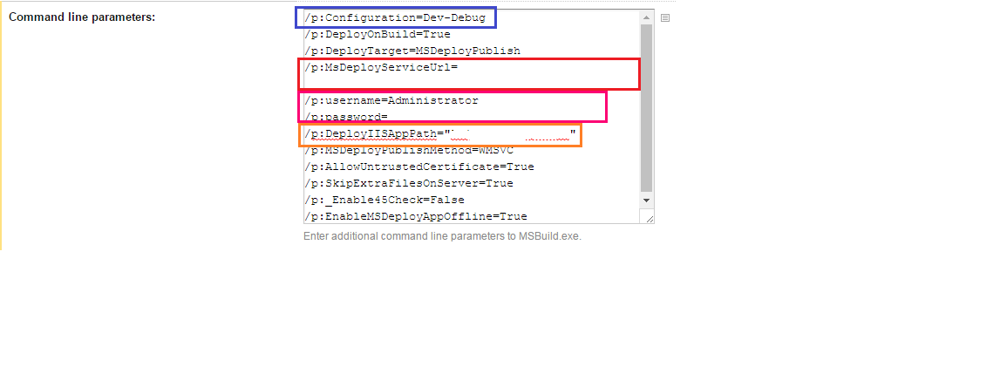 Command line parameters:
/p:Configuration=Dev-Debug
/p:DeployOnBuild=True
/p:DeployTarget=MSDeployPublish
/p:MsDeployServiceUrl=
/p:username=Administrator
/p:password=
/p:DeployIISAppPath=" "
/p:MSDeployPublishMethod=WMSVC
/p:AllowUntrustedCertificate=True
/p:SkipExtraFilesOnServer=True
/p:_Enable45Check=False
/p:EnableMSDeployAppOffline=True
Enter additional command line parameters to MSBuild.exe.